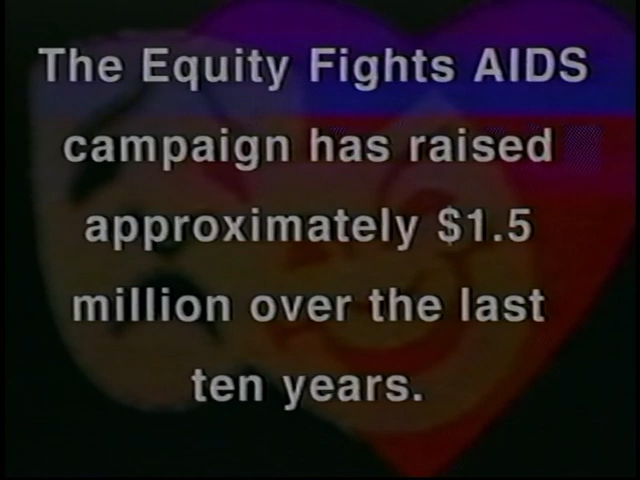 The Equity Fights AIDS
campaign has raised
approximately $1.5
million over the last
ten years.